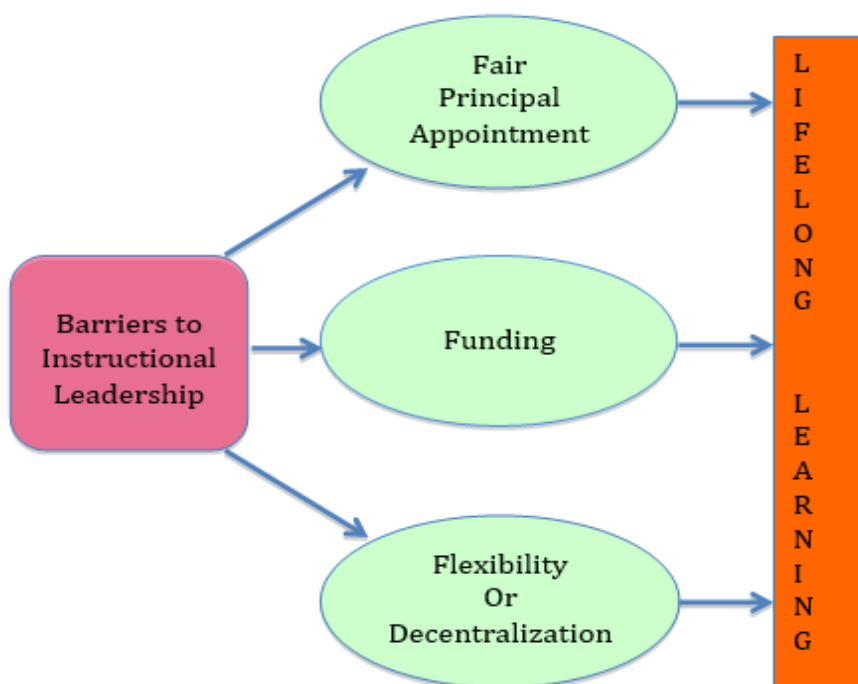 Fair
Principal
Appointment
Barriers to
Instructional
Leadership
Funding
Flexibility
Or
Decentralization
L
I
F
E
L
O
N
G
L
E
A
R
N
I
N
G